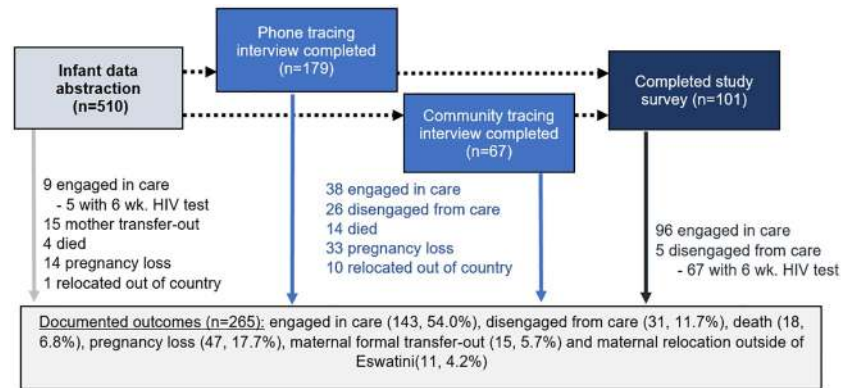 Phone tracing
interview completed
(n=179)
Infant data
abstraction
(n=510)
Completed study
survey (n=101)
Community tracing
interview completed
(n=67)
9 engaged in care
- 5 with 6 wk. HIV test
15 mother transfer-out
4 died
14 pregnancy loss
1 relocated out of country
38 engaged in care
26 disengaged from care
14 died
33 pregnancy loss
10 relocated out of country
96 engaged in care
5 disengaged from care
- 67 with 6 wk. HIV test
Documented outcomes (n=265): engaged in care (143, 54.0%), disengaged from care (31, 11.7%), death (18,
6.8%), pregnancy loss (47, 17.7%), maternal formal transfer-out (15, 5.7%) and maternal relocation outside of
Eswatini(11, 4.2%)